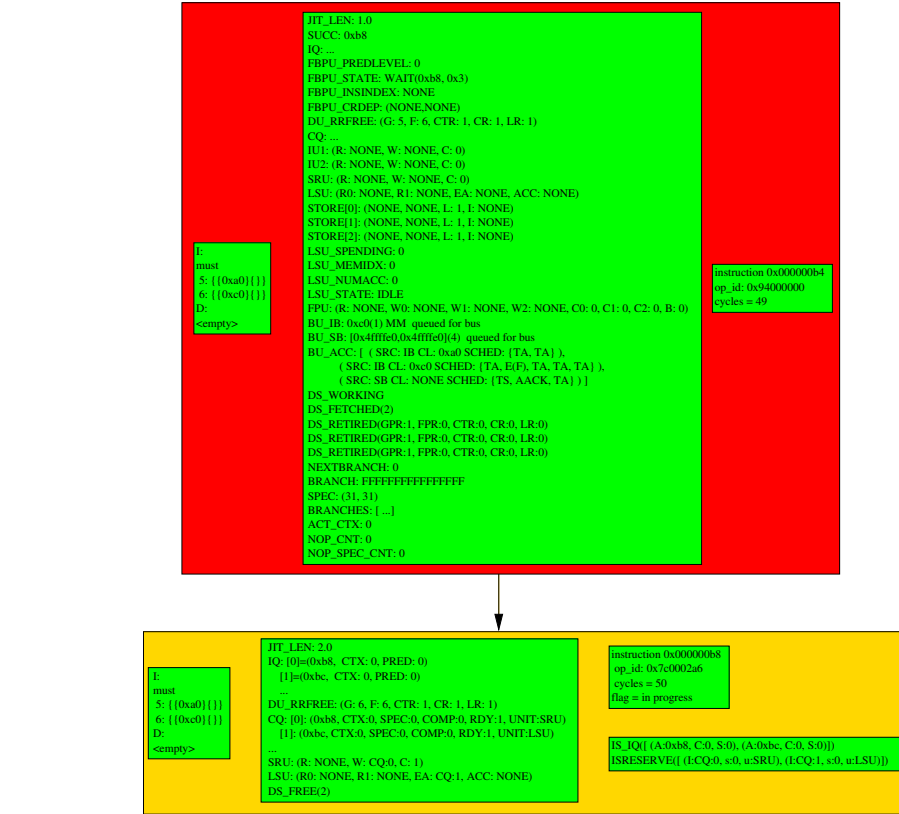 JIT_LEN: 1.0
SUCC: 0xb8
IQ: ...
FBPU_PREDLEVEL: 0
FBPU_STATE: WAIT(0xb8, 0x3)
FBPU_INSINDEX: NONE
FBPU_CRDEP: (NONE,NONE)
DU_RRFREE: (G: 5, F: 6, CTR: 1, CR: 1, LR: 1)
CQ: ...
IU1: (R: NONE, W: NONE, C: 0)
IU2: (R: NONE, W: NONE, C: 0)
SRU: (R: NONE, W: NONE, C: 0)
LSU: (R0: NONE, R1: NONE, EA: NONE, ACC: NONE)
STORE[0]: (NONE, NONE, L: 1, I: NONE)
STORE[1]: (NONE, NONE, L: 1, I: NONE)
STORE[2]: (NONE, NONE, L: 1, I: NONE)
LSU_SPENDING: 0
LSU_MEMIDX: 0
LSU_NUMACC: 0
LSU_STATE: IDLE
FPU: (R: NONE, W0: NONE, W1: NONE, W2: NONE, C0: 0, C1: 0, C2: 0, B: 0)
BU_IB: 0xc0(1) MM queued for bus
BU_SB: [0x4ffffe0,0x4ffffe0](4) queued for bus
BU_ACC: [ ( SRC: IB CL: 0xa0 SCHED: {TA, TA} ),
( SRC: IB CL: 0xc0 SCHED: {TA, E(F), TA, TA, TA} ),
( SRC: SB CL: NONE SCHED: {TS, AACK, TA} ) ]
DS_WORKING
DS_FETCHED(2)
DS_RETIRED(GPR:1, FPR:0, CTR:0, CR:0, LR:0)
DS_RETIRED(GPR:1, FPR:0, CTR:0, CR:0, LR:0)
DS_RETIRED(GPR:1, FPR:0, CTR:0, CR:0, LR:0)
NEXTBRANCH: 0
BRANCH: FFFFFFFFFFFFFFFF
SPEC: (31, 31)
BRANCHES: [ ...]
ACT_CTX: 0
NOP_CNT: 0
NOP_SPEC_CNT: 0
I:
must
5: {{0xa0}{}}
6: {{0xc0}{}}
D:
<empty>
instruction 0x000000b4
op_id: 0x94000000
cycles = 49
I:
must
5: {{0xa0}{}}
6: {{0xc0}{}}
D:
<empty>
JIT_LEN: 2.0
IQ: [0]=(0xb8, CTX: 0, PRED: 0)
[1]=(0xbc, CTX: 0, PRED: 0)
...
DU_RRFREE: (G: 6, F: 6, CTR: 1, CR: 1, LR: 1)
CQ: [0]: (0xb8, CTX:0, SPEC:0, COMP:0, RDY:1, UNIT:SRU)
[1]: (0xbc, CTX:0, SPEC:0, COMP:0, RDY:1, UNIT:LSU)
...
SRU: (R: NONE, W: CQ:0, C: 1)
LSU: (R0: NONE, R1: NONE, EA: CQ:1, ACC: NONE)
DS_FREE(2)
instruction 0x000000b8
op_id: 0x7c0002a6
cycles = 50
flag = in progress
IS_IQ([ (A:0xb8, C:0, S:0), (A:0xbc, C:0, S:0)])
ISRESERVE([ (I:CQ:0, s:0, u:SRU), (I:CQ:1, s:0, u:LSU)])